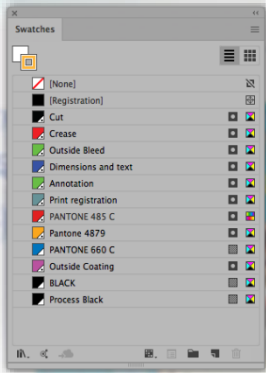 Swatches
[None]
[Registration]
Cut
Crease
Outside Bleed
Dimensions and text
Annotation
Print registration
PANTONE 485 C
Pantone 4879
PANTONE 660 C
Outside Coating
BLACK
Process Black